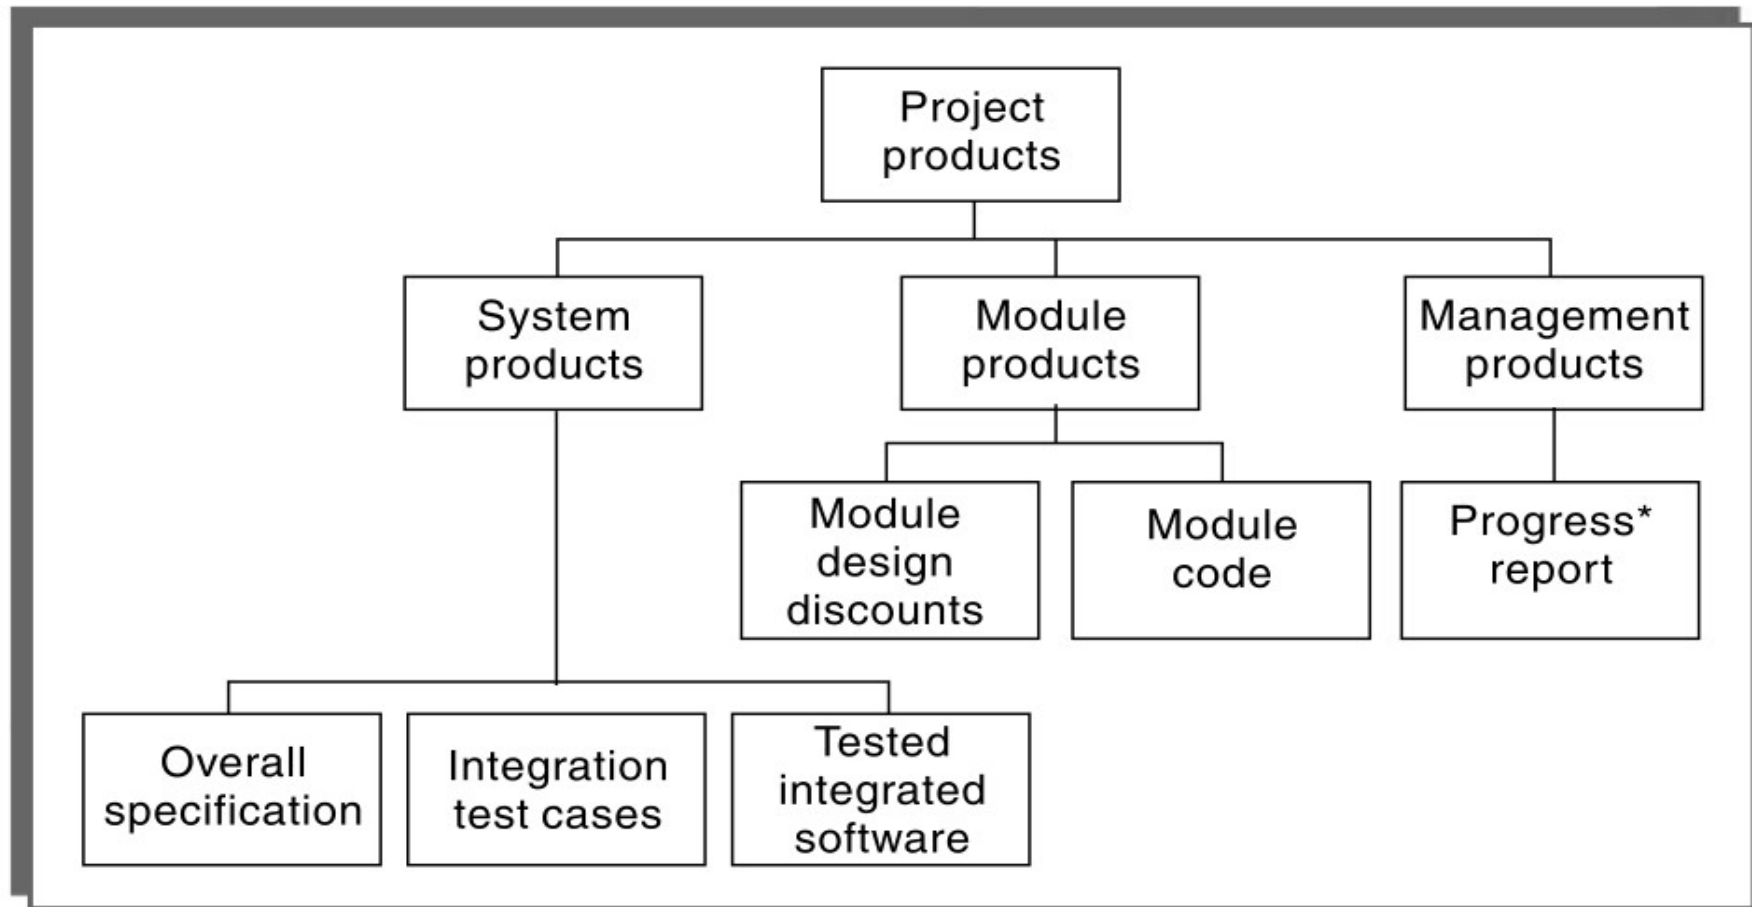 Project
products
System
products
Module
products
Management
products
Module
design
discounts
Module
code
Progress*
report
Overall
specification
Integration
test cases
Tested
integrated
software